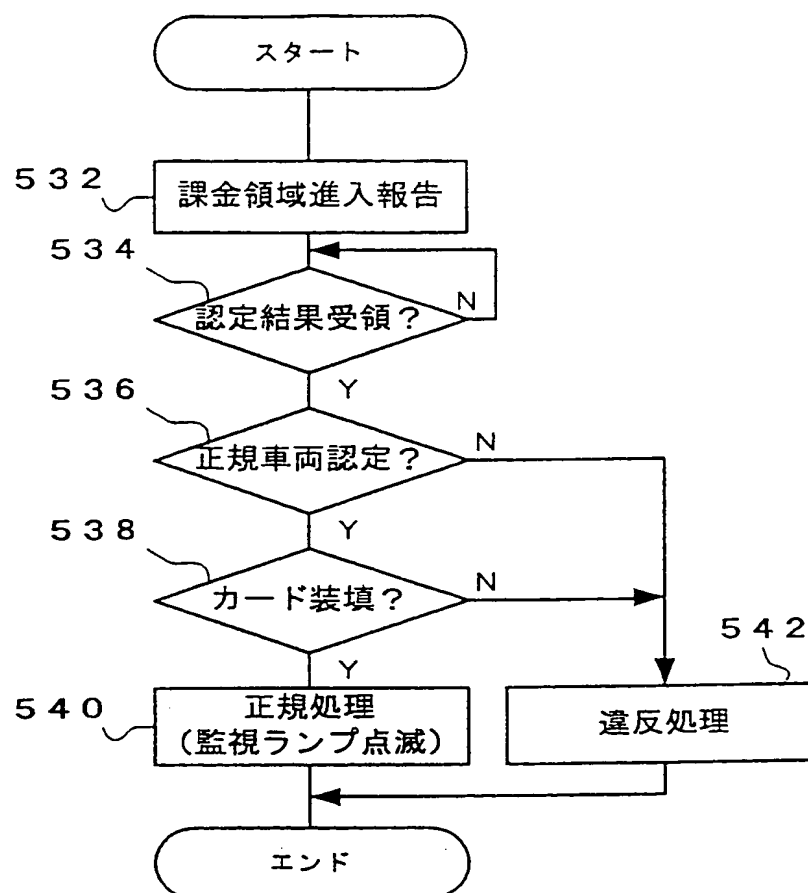 スタート
532
課金領域進入報告
534
認定結果受領？
N
Y
536
正規車両認定？
N
Y
538
カード装填？
N
Y
542
540
正規処理
(監視ランプ点滅)
違反処理
エンド